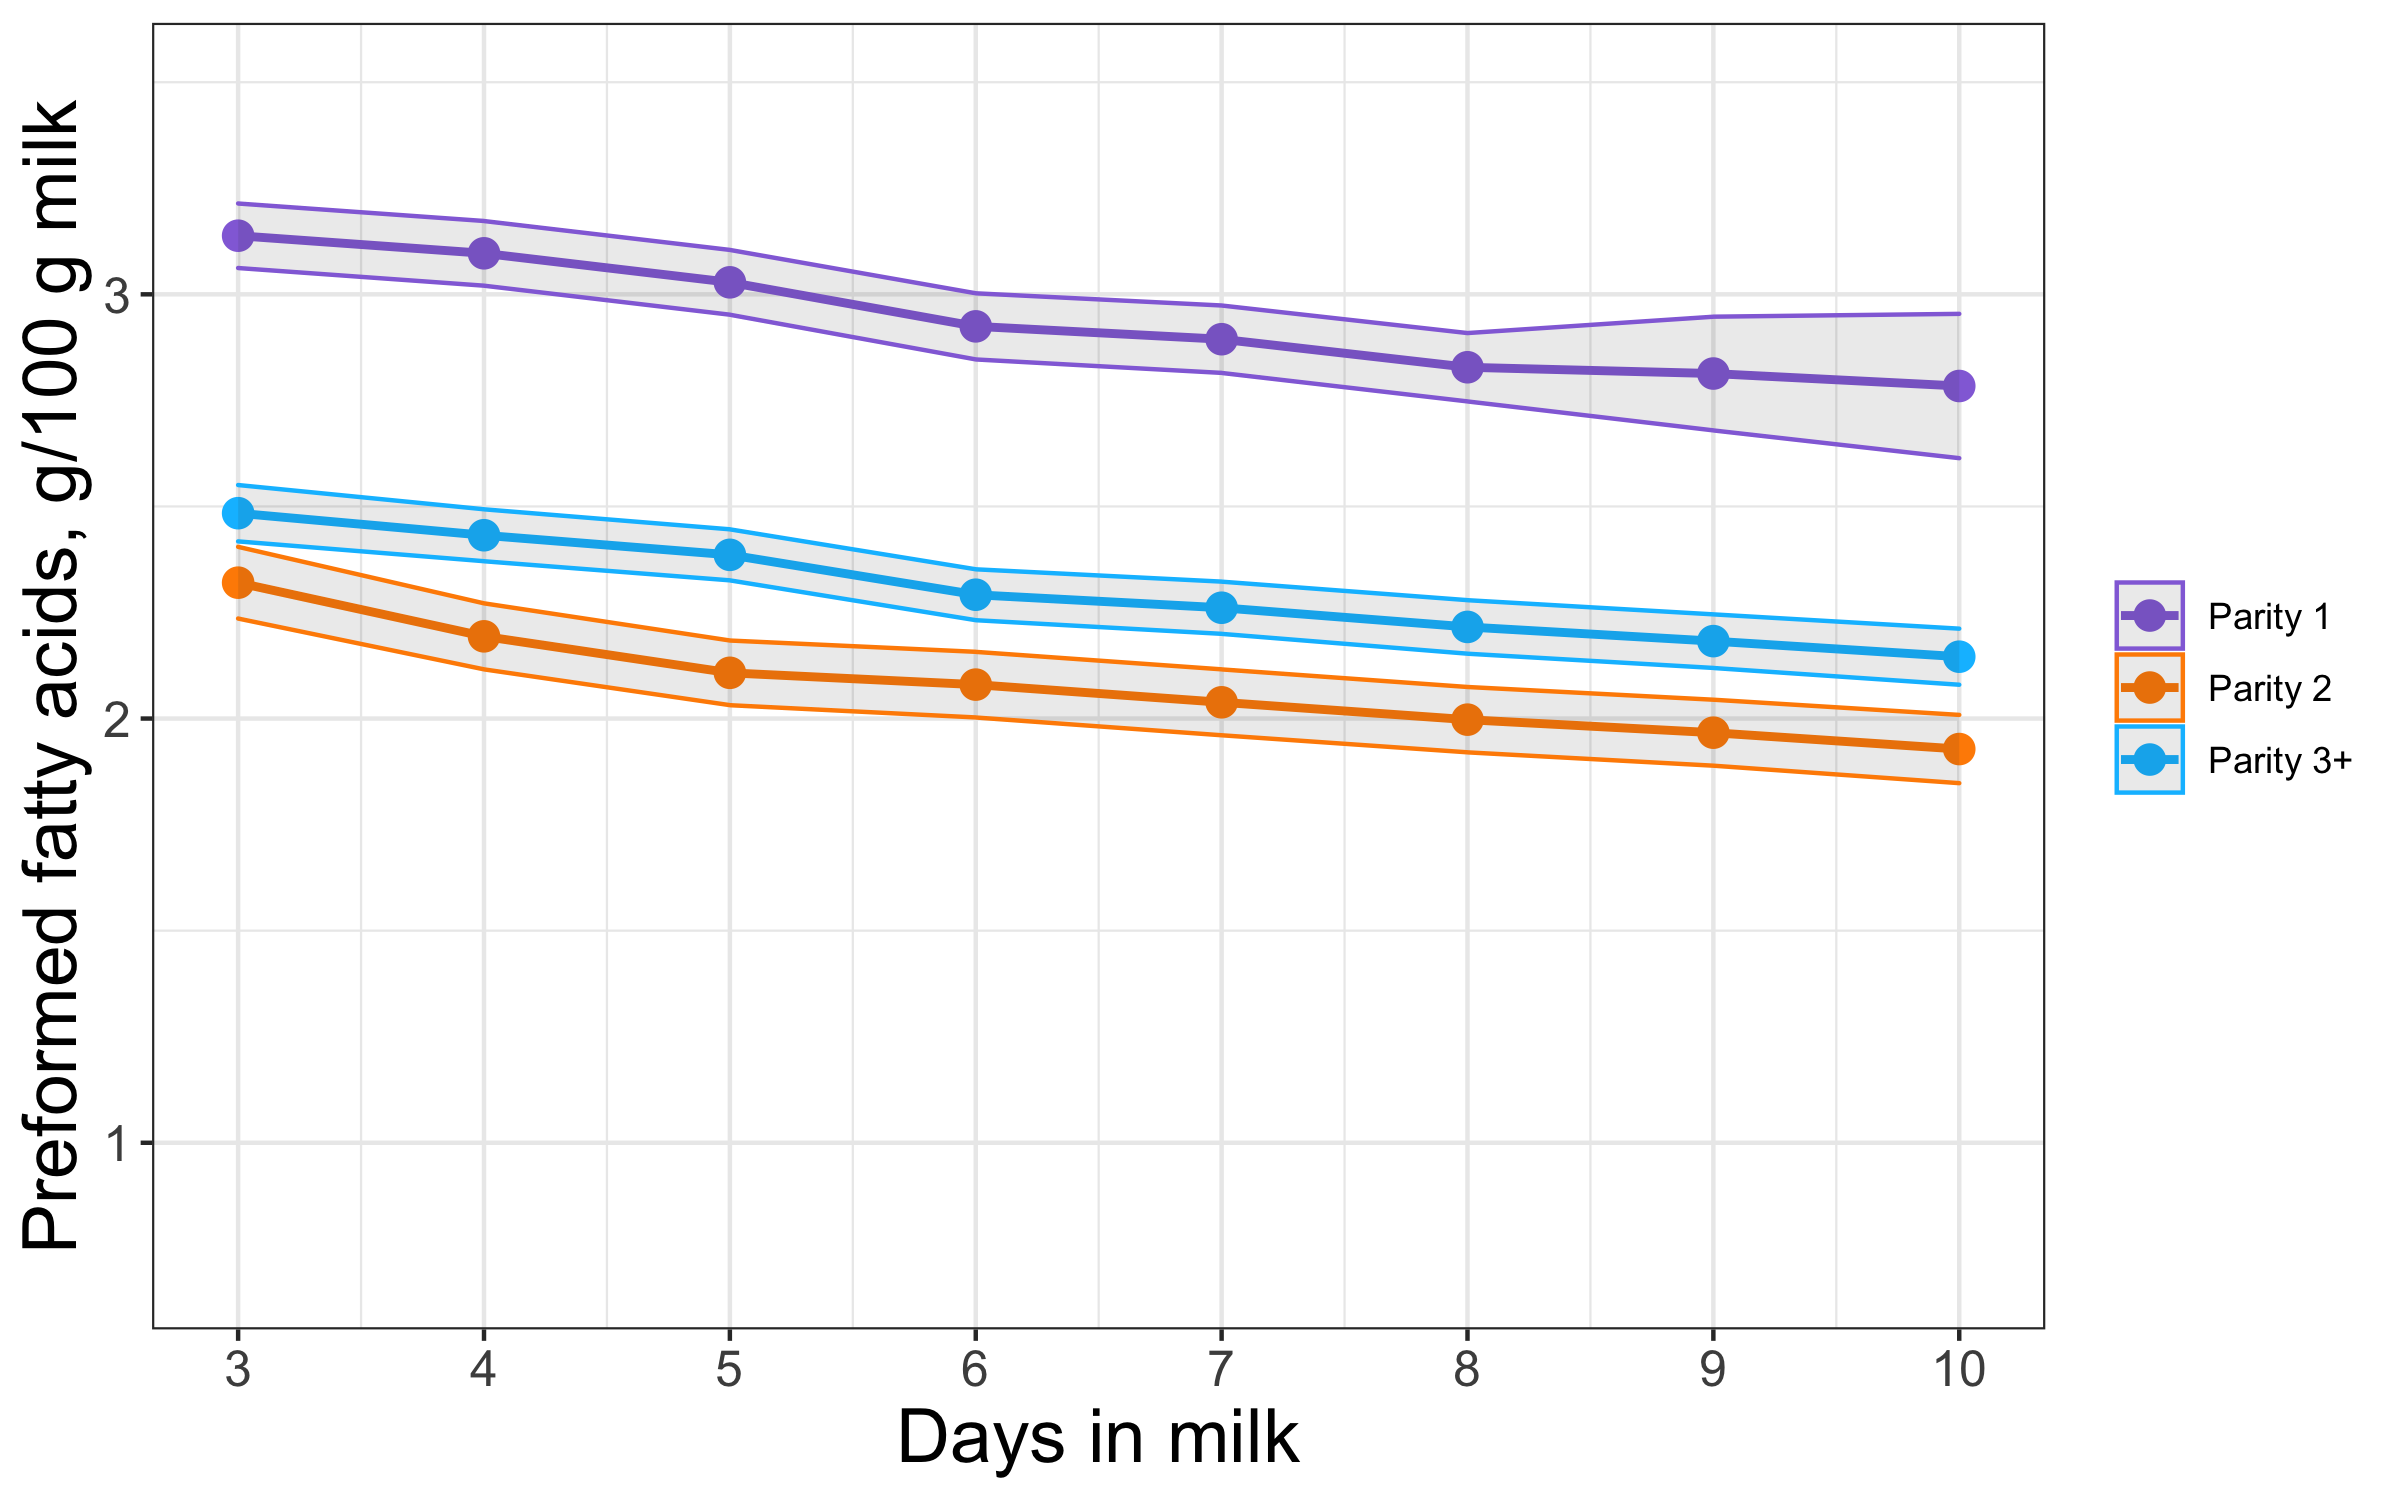 Preformed fatty acids, g/100 g milk
3
2
1
3 4 5 6 7 8 9 10
Days in milk
Parity 1
Parity 2
Parity 3+